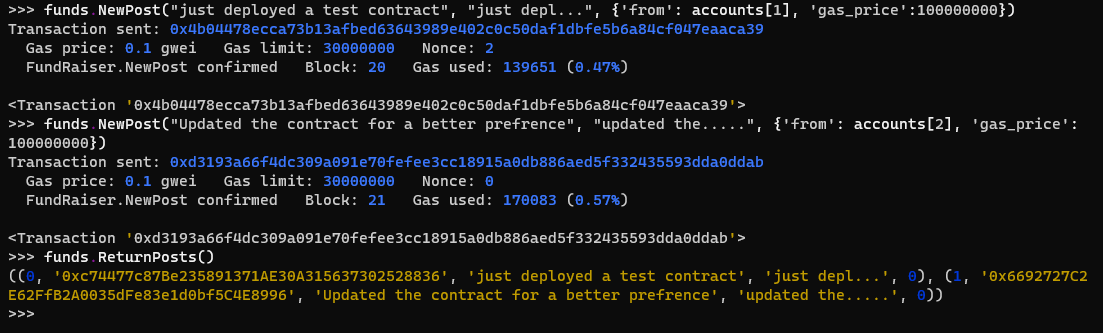 >>> funds.NewPost("just deployed a test contract", "just depl...", {'from': accounts[1], 'gas_price':100000000})
Transaction sent: 0x4b04478ecca73b13afbed63643989e402c0c50daf1dbfe5b6a84cf047eaaca39
  Gas price: 0.1 gwei   Gas limit: 30000000   Nonce: 2
  FundRaiser.NewPost confirmed   Block: 20   Gas used: 139651 (0.47%)

<Transaction '0x4b04478ecca73b13afbed63643989e402c0c50daf1dbfe5b6a84cf047eaaca39'>
>>> funds.NewPost("Updated the contract for a better prefrence", "updated the.....", {'from': accounts[2], 'gas_price':
100000000})
Transaction sent: 0xd3193a66f4dc309a091e70fefee3cc18915a0db886aed5f332435593dda0ddab
  Gas price: 0.1 gwei   Gas limit: 30000000   Nonce: 0
  FundRaiser.NewPost confirmed   Block: 21   Gas used: 170083 (0.57%)

<Transaction '0xd3193a66f4dc309a091e70fefee3cc18915a0db886aed5f332435593dda0ddab'>
>>> funds.ReturnPosts()
((0, '0xc74477c87Be235891371AE30A315637302528836', 'just deployed a test contract', 'just depl...', 0), (1, '0x6692727C2
E62FfB2A0035dFe83e1d0bf5C4E8996', 'Updated the contract for a better prefrence', 'updated the.....', 0))
>>>